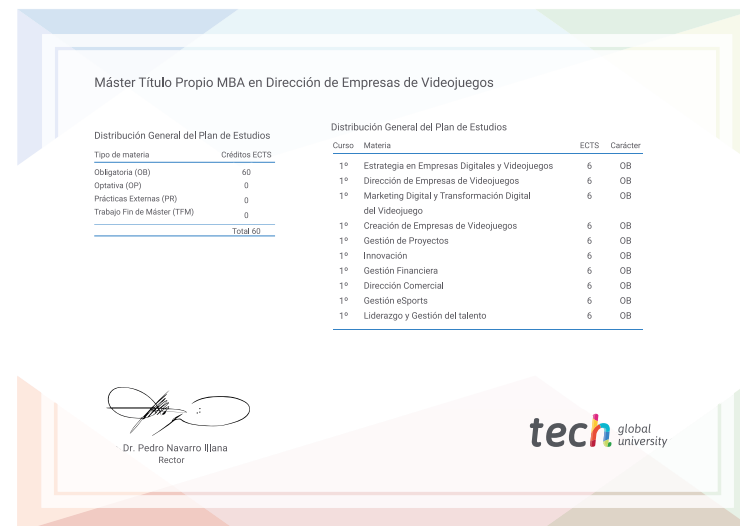 Máster Título Propio MBA en Dirección de Empresas de Videojuegos
Distribución General del Plan de Estudios
Tipo de materia Créditos ECTS
Obligatoria (OB) 60
Optativa (OP) 0
Prácticas Externas (PR) 0
Trabajo Fin de Máster (TFM) 0
Total 60
Distribución General del Plan de Estudios
Curso Materia ECTS Carácter
1º Estrategia en Empresas Digitales y Videojuegos 6 OB
1º Dirección de Empresas de Videojuegos 6 OB
1º Marketing Digital y Transformación Digital 6 OB
del Videojuego
1º Creación de Empresas de Videojuegos 6 OB
1º Gestión de Proyectos 6 OB
1º Innovación 6 OB
1º Gestión Financiera 6 OB
1º Dirección Comercial 6 OB
1º Gestión eSports 6 OB
1º Liderazgo y Gestión del talento 6 OB
Dr. Pedro Navarro Illana
Rector
tech global
university